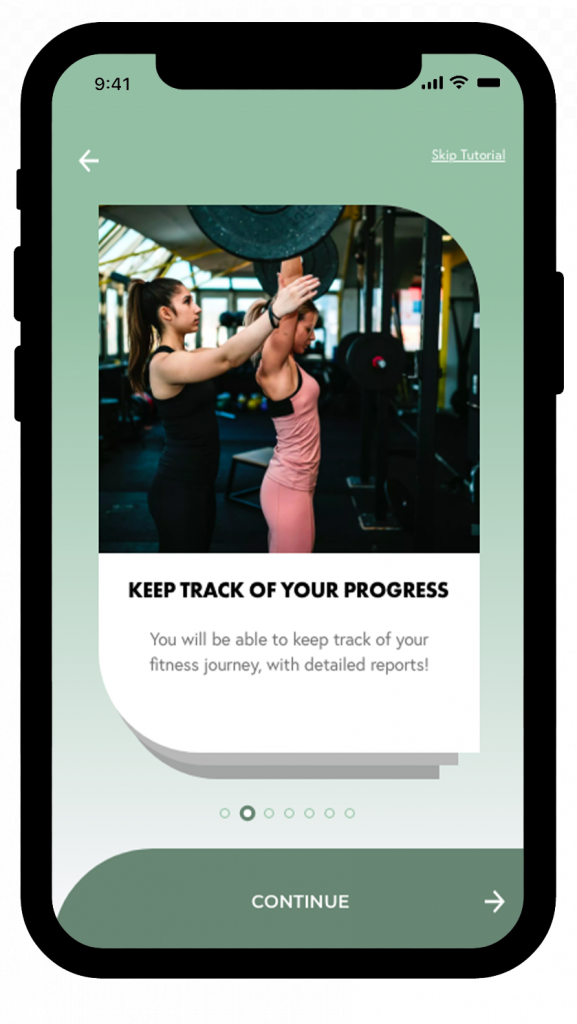 9:41
Skip Tutorial
KEEP TRACK OF YOUR PROGRESS
You will be able to keep track of your
fitness journey, with detailed reports!
CONTINUE